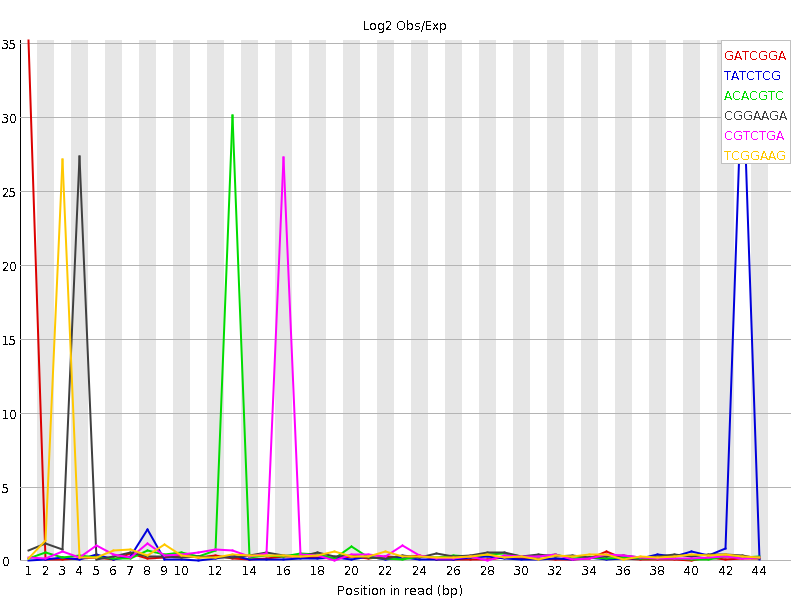 Log2 Obs/Exp
35
30
25
20
15
10
5
0
GATCGGA
TATCTCG
ACACGTC
CGGAAGA
CGTCTGA
TCGGAAG
1 2 3 4 5 6 7 8 9 10 12 14 16 18 20 22 24 26 28 30 32 34 36 38 40 42 44
Position in read (bp)